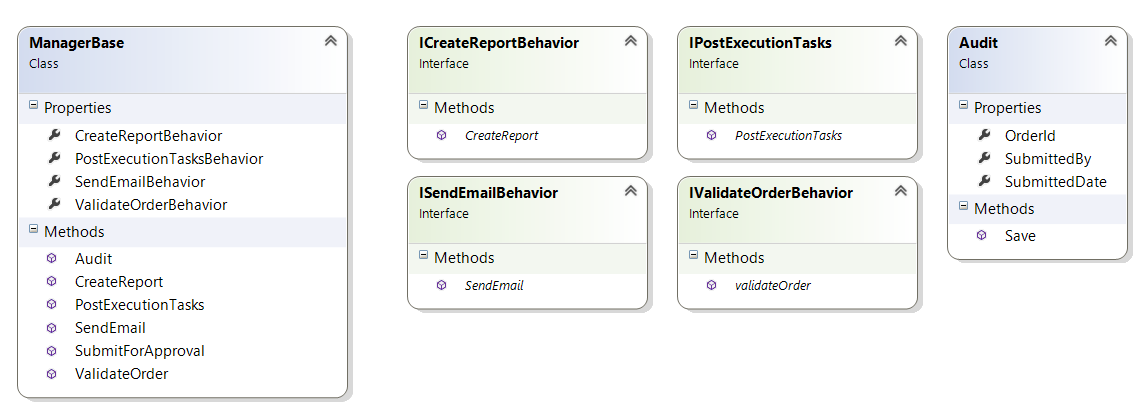 ManagerBase
Class
Properties
CreateReportBehavior
PostExecutionTasksBehavior
SendEmailBehavior
ValidateOrderBehavior
Methods
Audit
CreateReport
PostExecutionTasks
SendEmail
SubmitForApproval
ValidateOrder
ICreateReportBehavior
Interface
Methods
CreateReport
IPostExecutionTasks
Interface
Methods
PostExecutionTasks
ISendEmailBehavior
Interface
Methods
SendEmail
IValidateOrderBehavior
Interface
Methods
validateOrder
Audit
Class
Properties
OrderId
SubmittedBy
SubmittedDate
Methods
Save